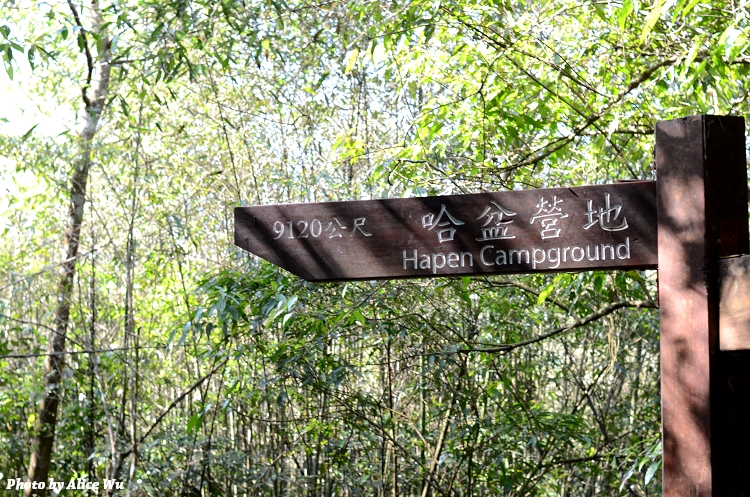 9120公尺
哈盆營地
Hapen Campground
Photo by Alice Wu